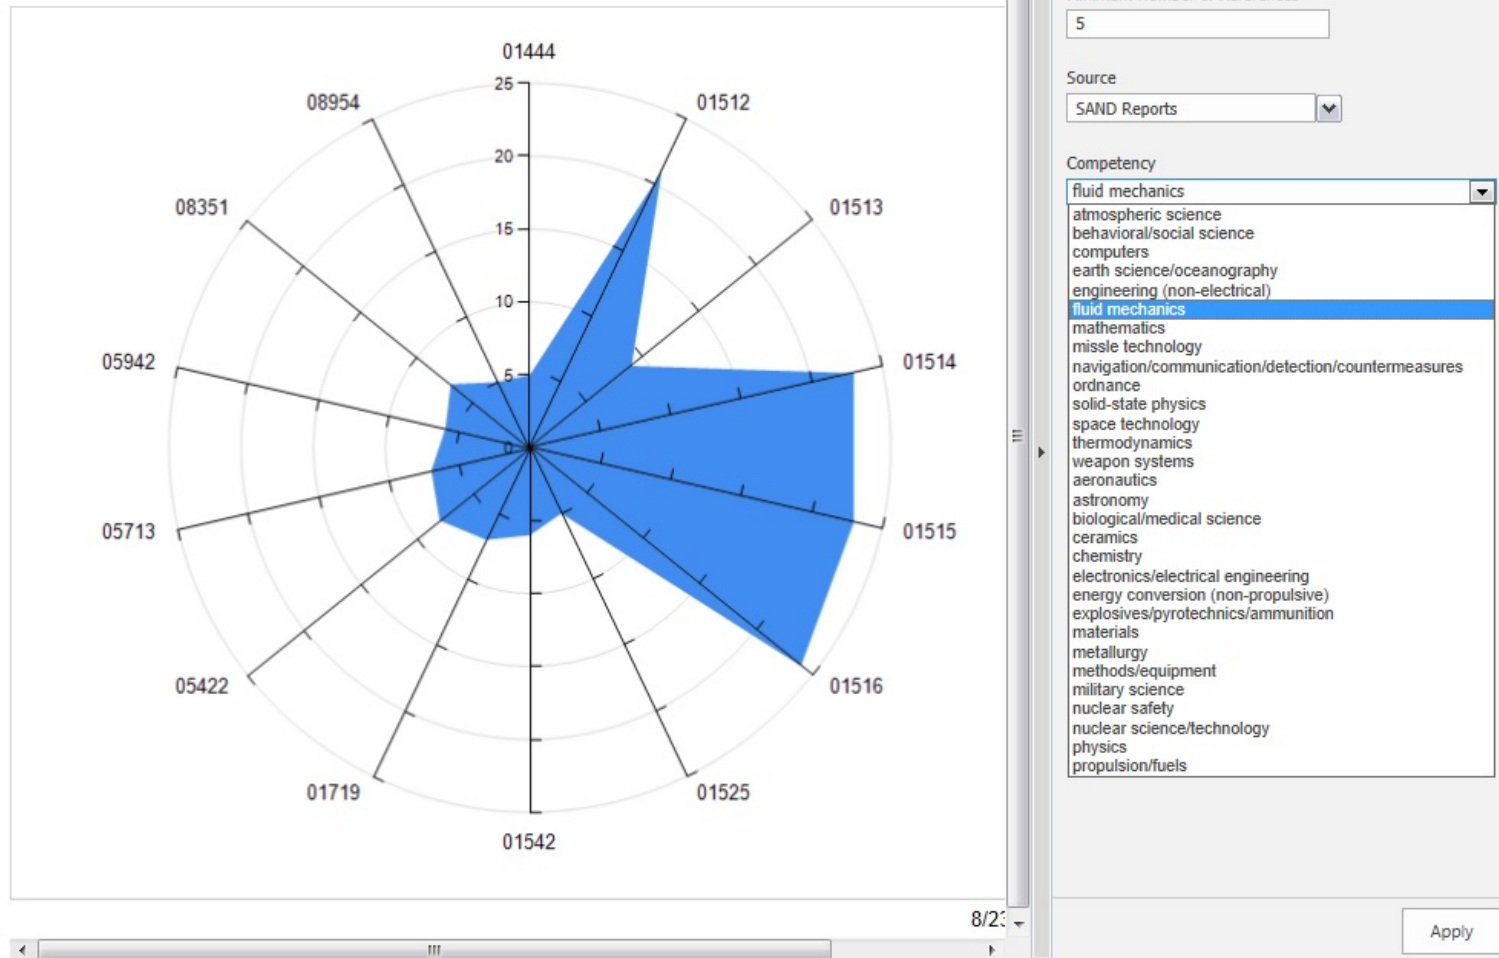 01444
25
08954
01512
20
08351
01513
15
10
05942
01514
5
0
05713
01515
05422
01516
01719
01525
01542
8/23
5
Source
SAND Reports
Competency
fluid mechanics
atmospheric science
behavioral/social science
computers
earth science/oceanography
engineering (non-electrical)
fluid mechanics
mathematics
missle technology
navigation/communication/detection/countermeasures
ordnance
solid-state physics
space technology
thermodynamics
weapon systems
aeronautics
astronomy
biological/medical science
ceramics
chemistry
electronics/electrical engineering
energy conversion (non-propulsive)
explosives/pyrotechnics/ammunition
materials
metallurgy
methods/equipment
military science
nuclear safety
nuclear science/technology
physics
propulsion/fuels
Apply